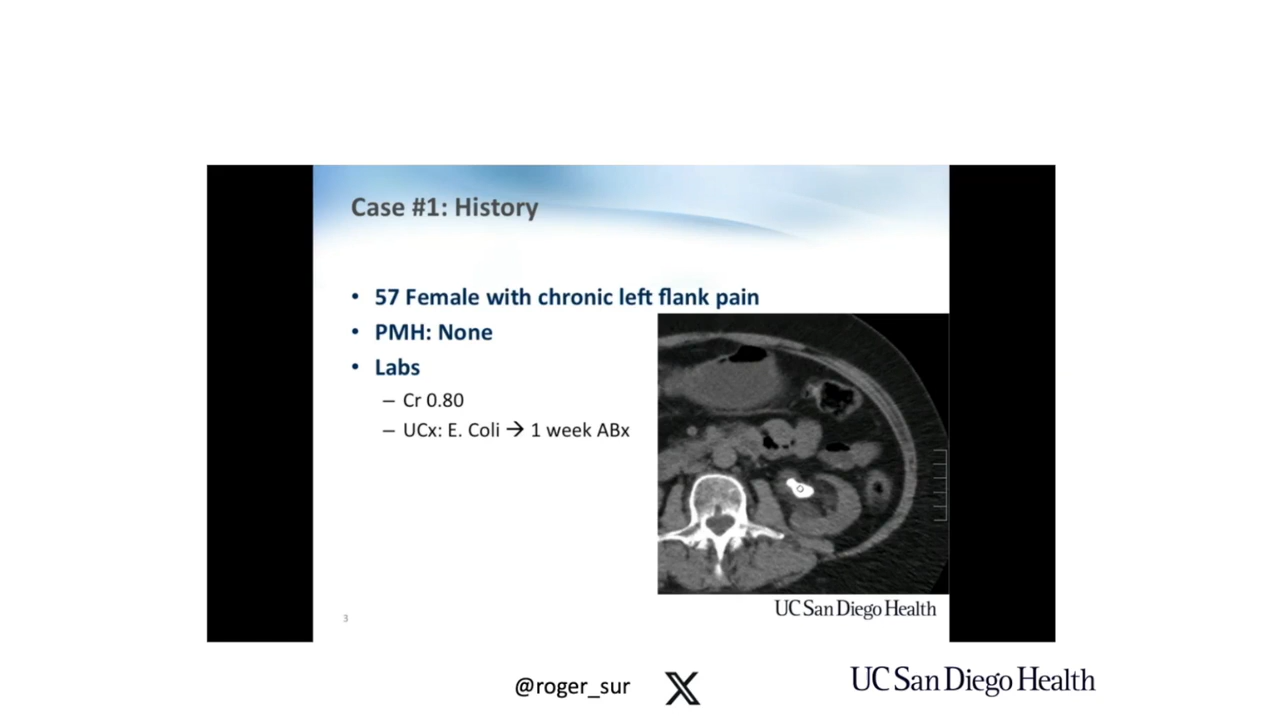 Case #1: History
• 57 Female with chronic left flank pain
• PMH: None
• Labs
– Cr 0.80
– UCx: E. Coli → 1 week ABx
UC San Diego Health
3
@roger_sur
UC San Diego Health